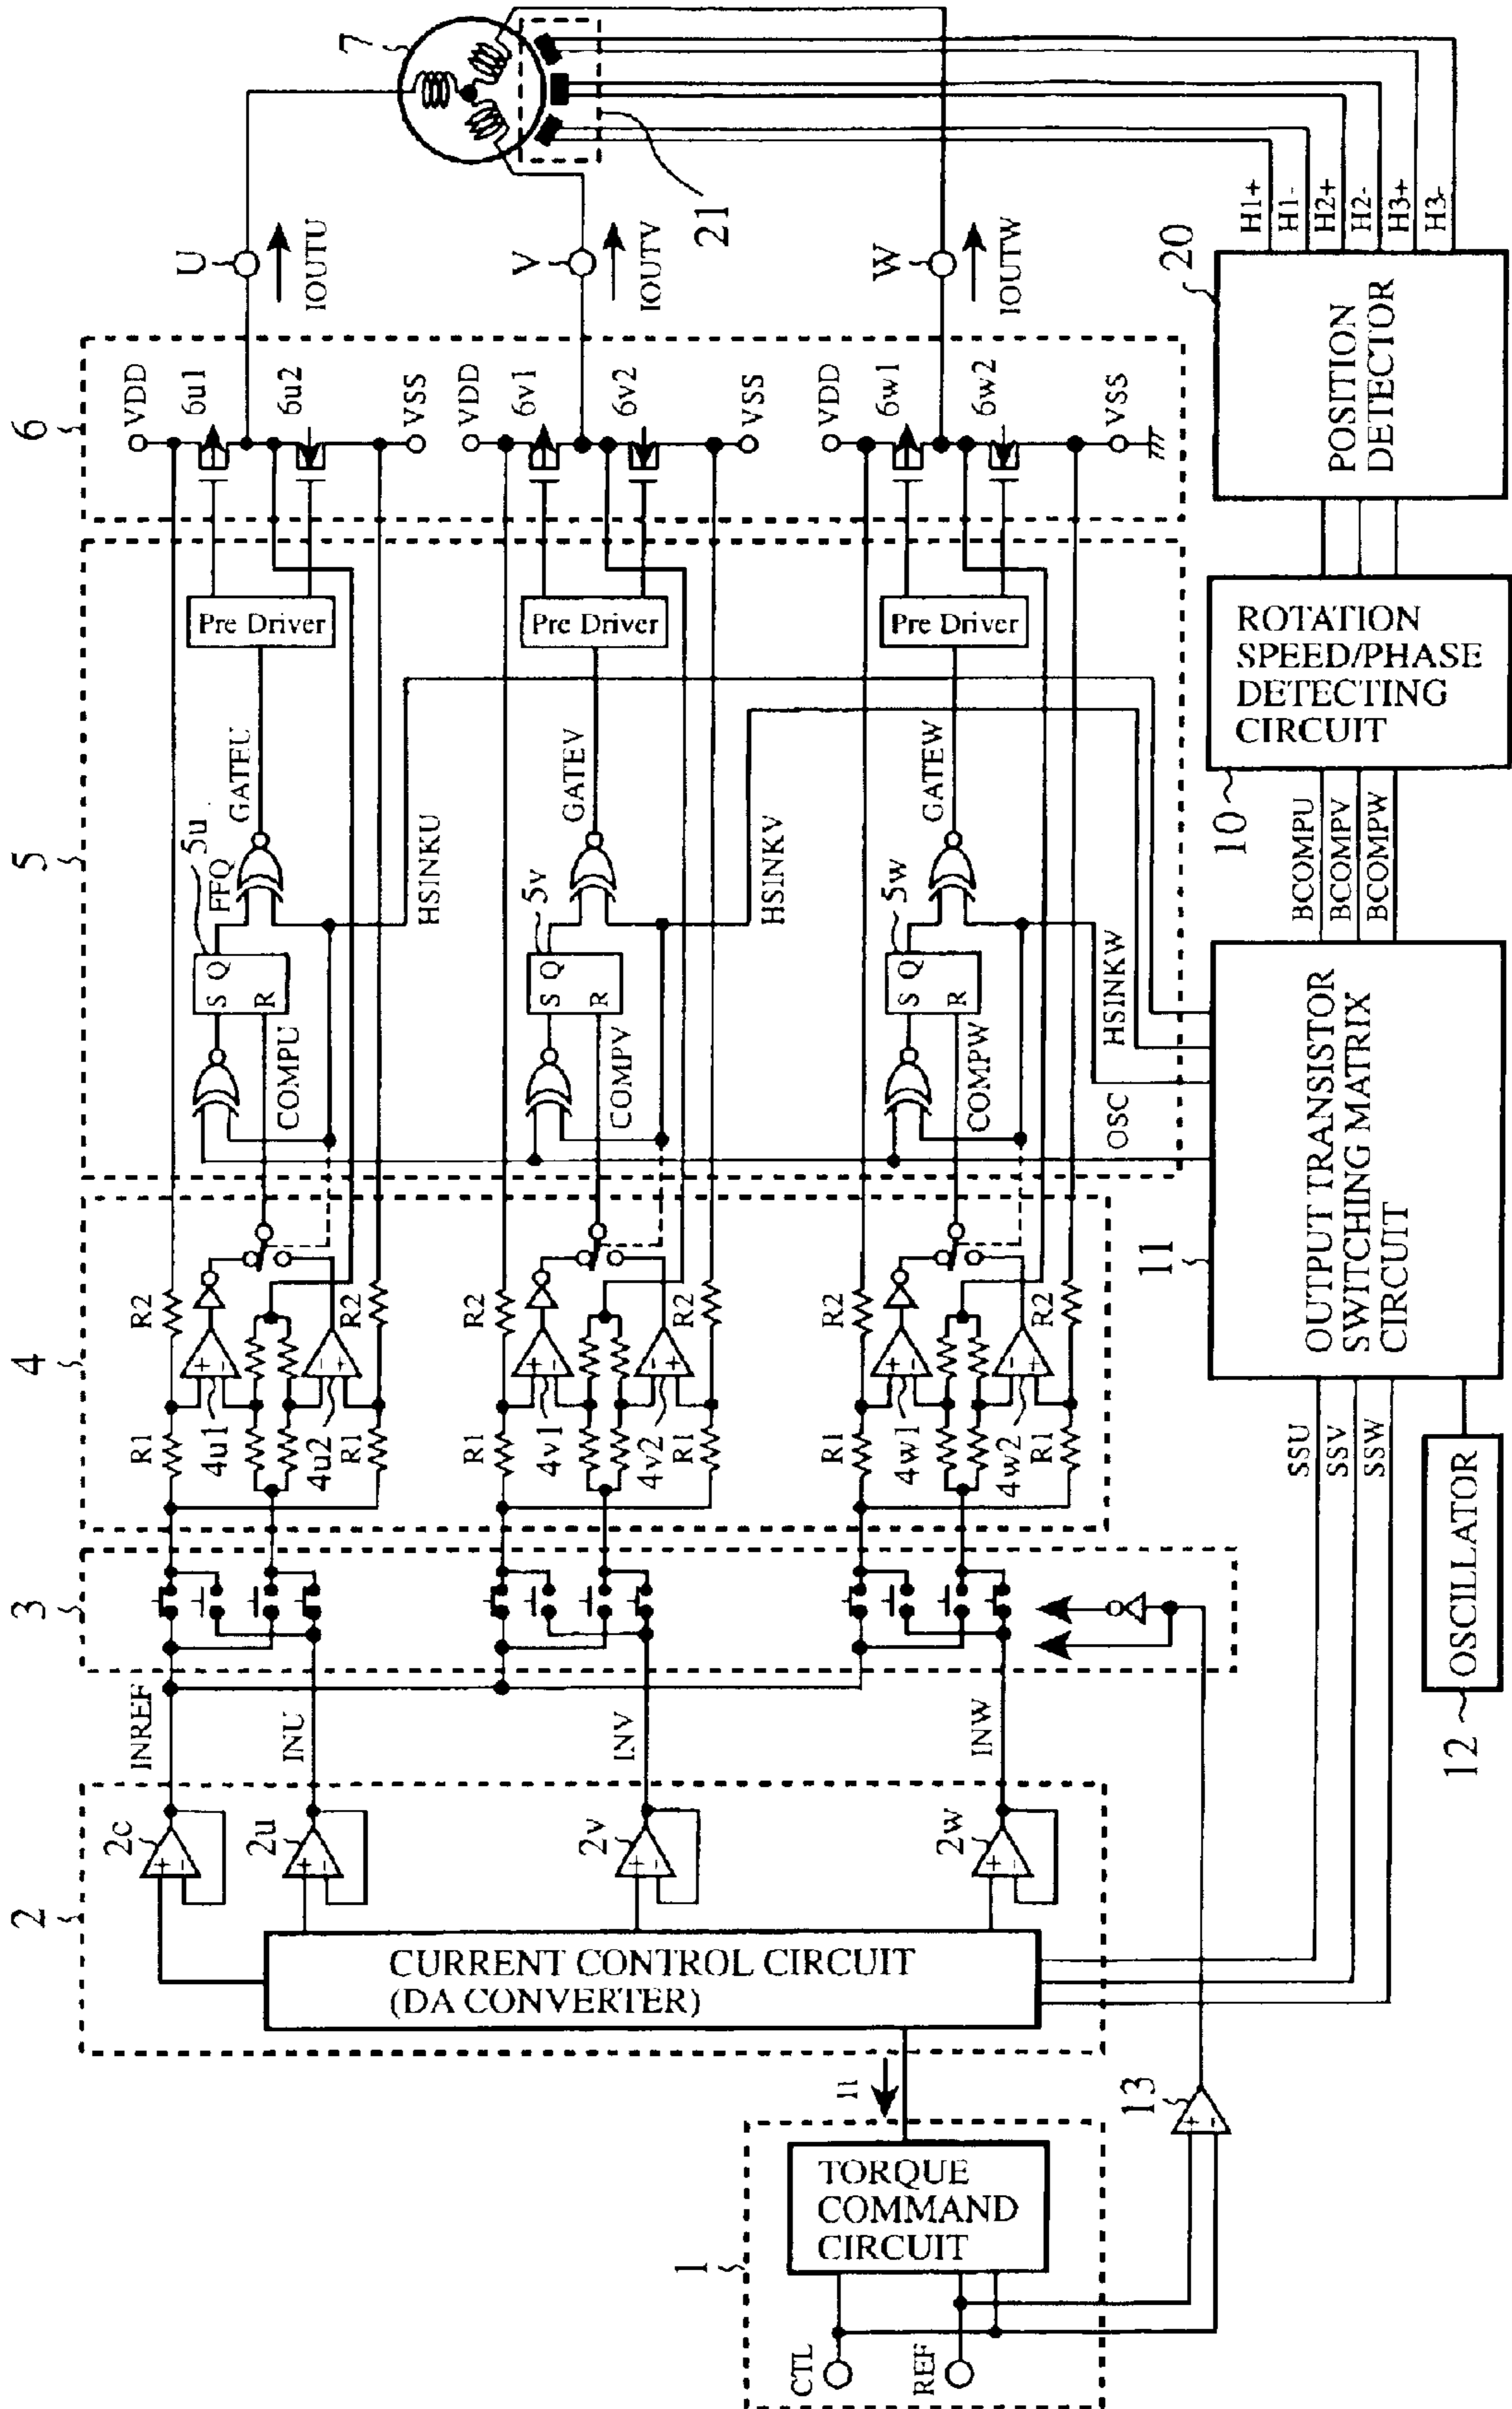 1
CTL
REF
TORQUE
COMMAND
CIRCUIT
I1
13
2
CURRENT CONTROL CIRCUIT
(DA CONVERTER)
2c
2u
2v
2w
INREF
INU
INV
INW
3
4
R1
R2
4u1
4u2
R1
R2
R1
R2
4v1
4v2
R1
R2
R1
R2
4w1
4w2
R1
R2
5
COMPU
S Q
R
5u
FFQ
GATEU
HSINKU
Pre Driver
COMPV
S Q
R
5v
GATEV
HSINKV
Pre Driver
COMPW
S Q
R
5w
GATEW
HSINKW
OSC
Pre Driver
6
VDD
6u1
6u2
VSS
VDD
6v1
6v2
VSS
VDD
6w1
6w2
VSS
U
IOUTU
V
IOUTV
W
IOUTW
7
21
SSU
SSV
SSW
12
OSCILLATOR
11
OUTPUT TRANSISTOR
SWITCHING MATRIX
CIRCUIT
BCOMPU
BCOMPV
BCOMPW
10
ROTATION
SPEED/PHASE
DETECTING
CIRCUIT
20
POSITION
DETECTOR
H1+
H1-
H2+
H2-
H3+
H3-